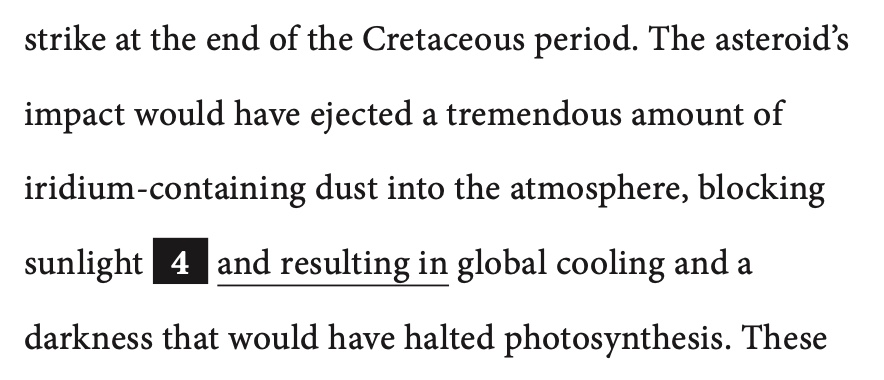 strike at the end of the Cretaceous period. The asteroid’s
impact would have ejected a tremendous amount of
iridium-containing dust into the atmosphere, blocking
sunlight 4 and resulting in global cooling and a
darkness that would have halted photosynthesis. These